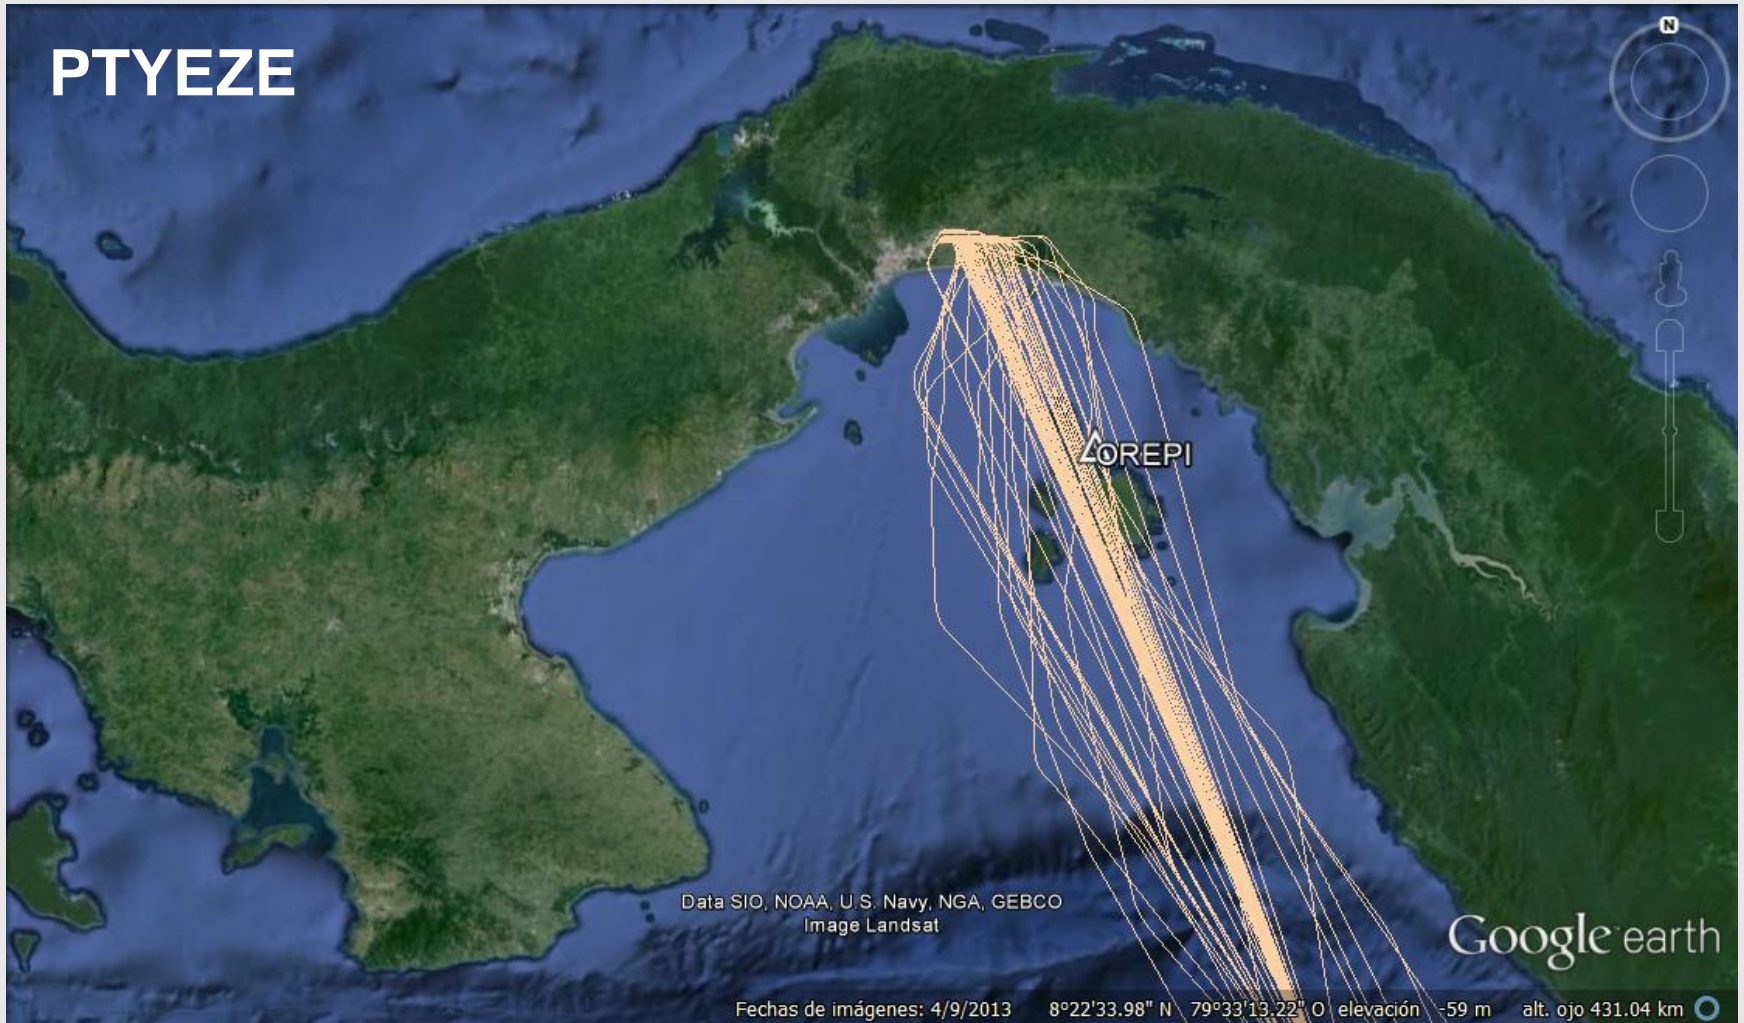 PTYEZE
N
OREPI
Data SIO, NOAA, U.S. Navy, NGA, GEBCO
Image Landsat
Google earth
Fechas de imágenes: 4/9/2013 8°22'33.98" N 79°33'13.22" O elevación -59 m alt. ojo 431.04 km